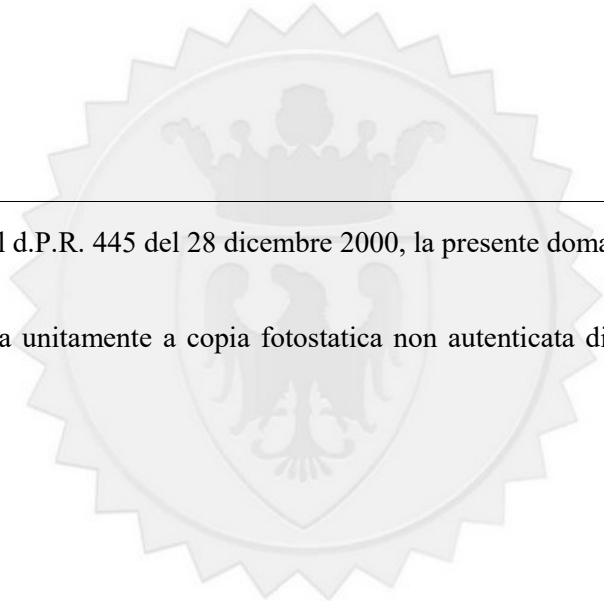 l d.P.R. 445 del 28 dicembre 2000, la presente doma
a unitamente a copia fotostatica non autenticata di